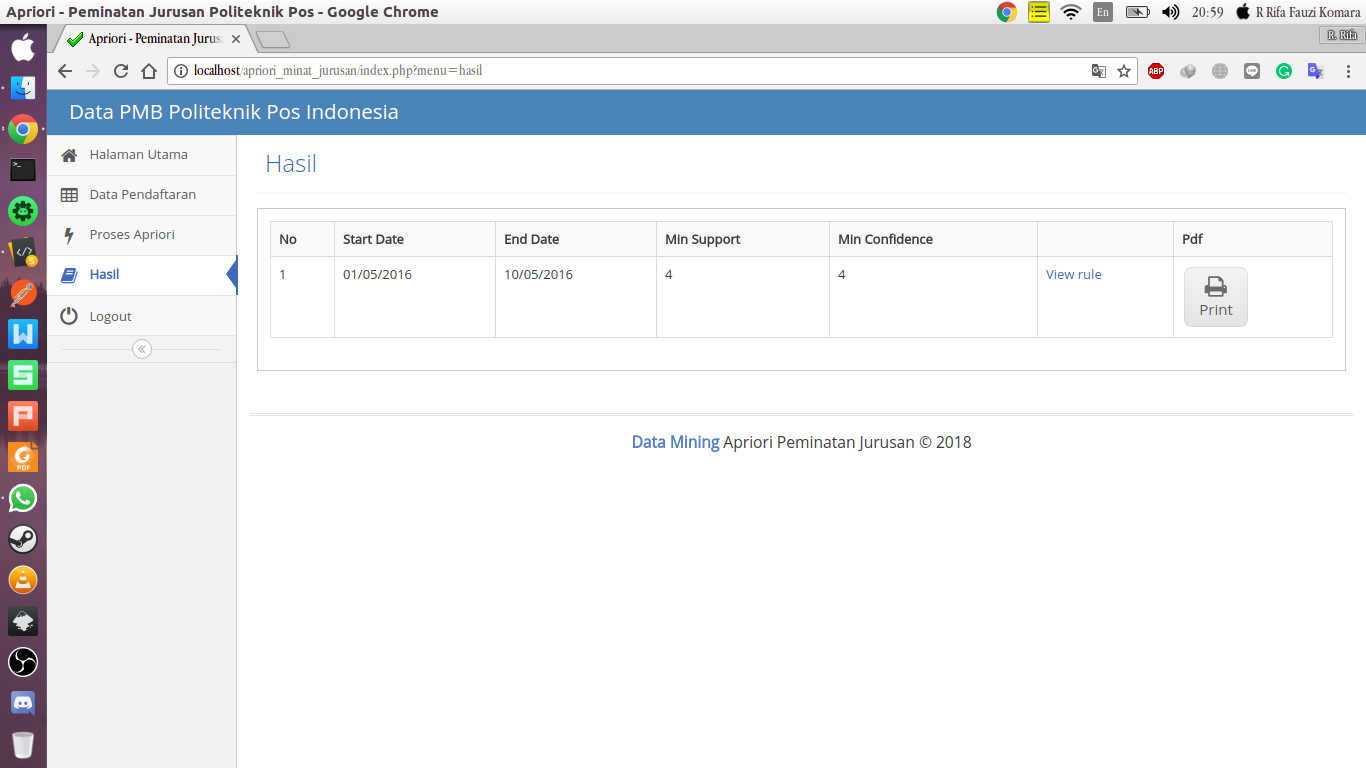 Apriori - Peminatan Jurusan Politeknik Pos - Google Chrome
En
20:59
R Rifa Fauzi Komara
Apriori - Peminatan Jurus
R. Rifa
localhost/apriori_minat_jurusan/index.php?menu=hasil
ABP
LINE
G
Data PMB Politeknik Pos Indonesia
Halaman Utama
Data Pendaftaran
Proses Apriori
Hasil
Logout
Hasil
No Start Date End Date Min Support Min Confidence Pdf
1 01/05/2016 10/05/2016 4 4 View rule
Print
Data Mining Apriori Peminatan Jurusan © 2018
W
S
P
PDF